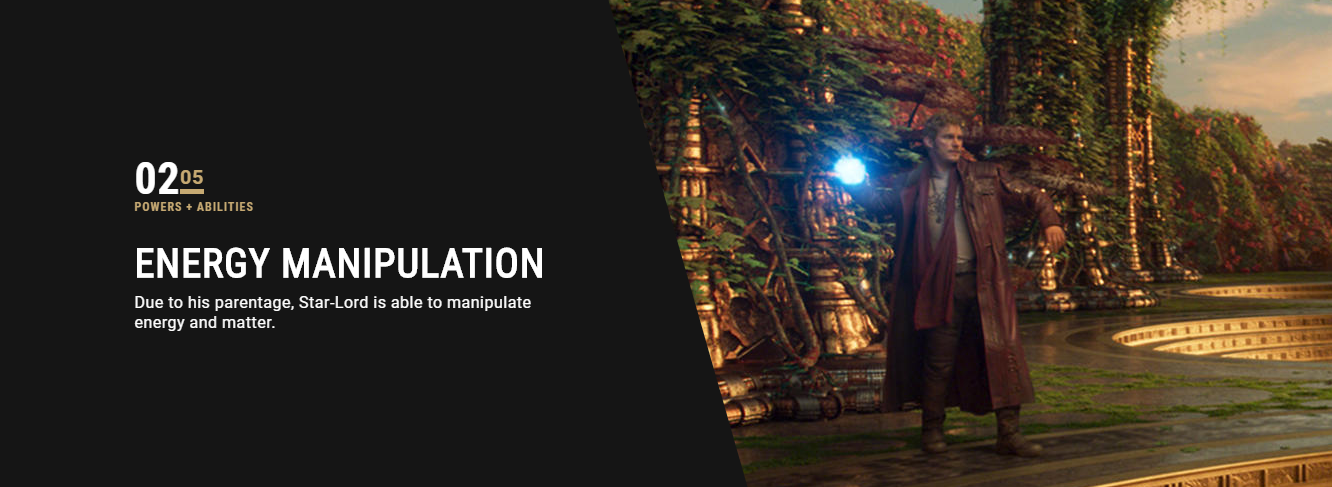 02 05
POWERS + ABILITIES
ENERGY MANIPULATION
Due to his parentage, Star-Lord is able to manipulate
energy and matter.